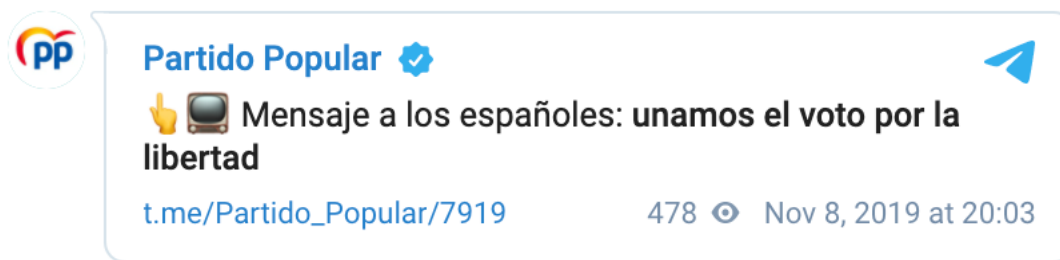 pp
Partido Popular
👆📺 Mensaje a los españoles: unamos el voto por la
libertad
t.me/Partido_Popular/7919 478 Nov 8, 2019 at 20:03